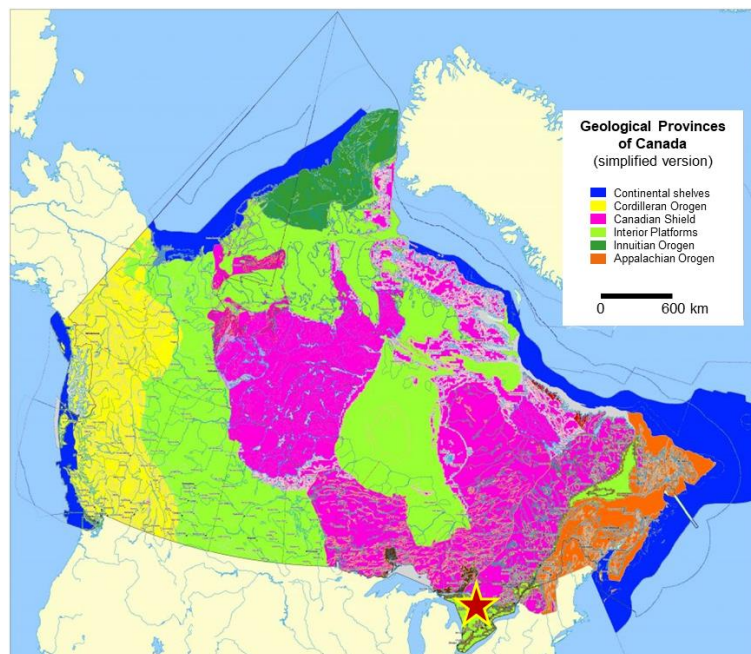 Geological Provinces
of Canada
(simplified version)
Continental shelves
Cordilleran Orogen
Canadian Shield
Interior Platforms
Innuitian Orogen
Appalachian Orogen
0 600 km